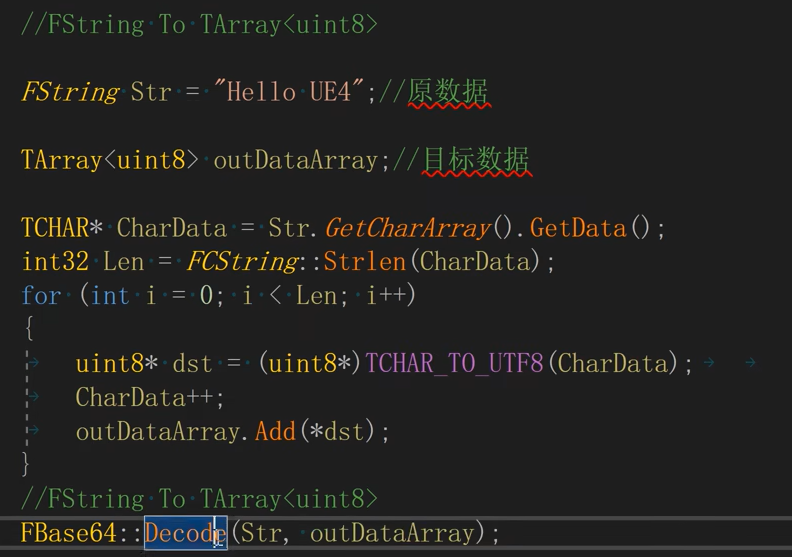 //FString To TArray<uint8>
FString Str = "Hello UE4";//原数据
TArray<uint8> outDataArray;//目标数据
TCHAR* CharData = Str.GetCharArray().GetData();
int32 Len = FCString::Strlen(CharData);
for (int i = 0; i < Len; i++)
{
uint8* dst = (uint8*)TCHAR_TO_UTF8(CharData);
CharData++;
outDataArray.Add(*dst);
}
//FString To TArray<uint8>
FBase64::Decode(Str, outDataArray);